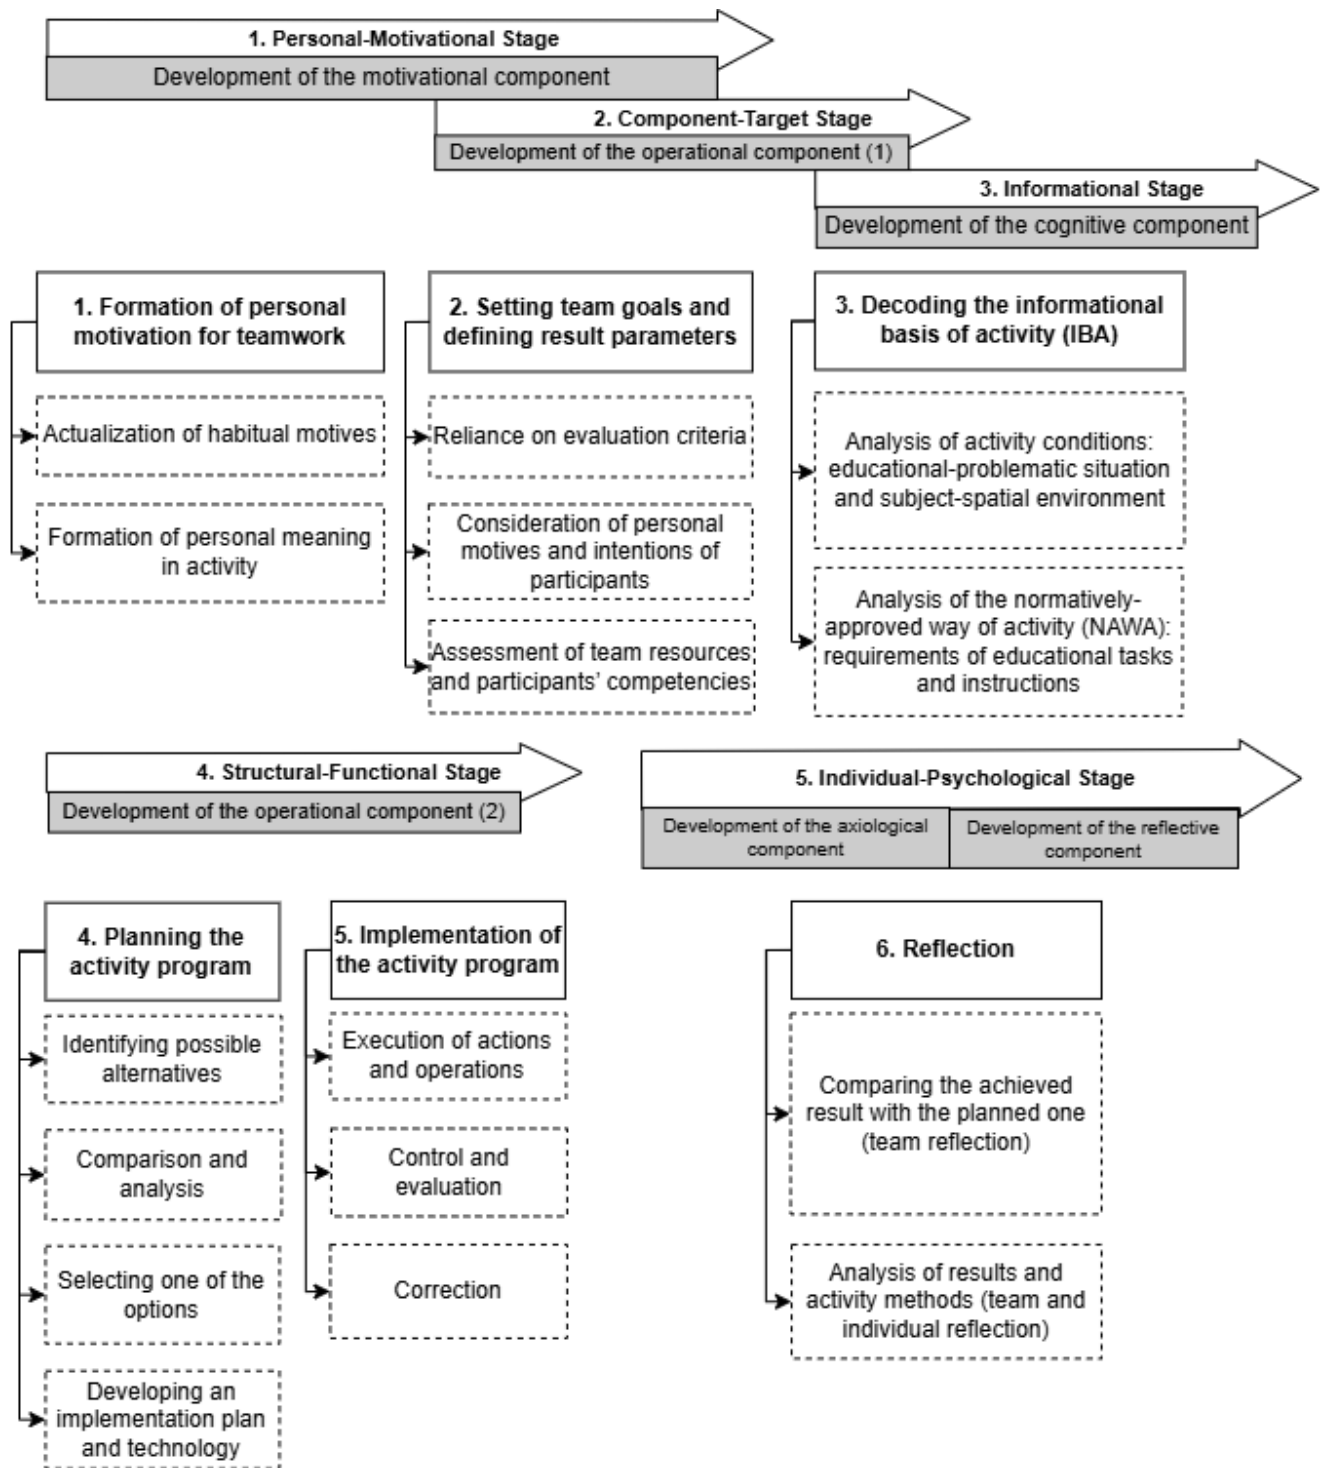 1. Personal-Motivational Stage
Development of the motivational component
2. Component-Target Stage
Development of the operational component (1)
3. Informational Stage
Development of the cognitive component
1. Formation of personal
motivation for teamwork
Actualization of habitual motives
Formation of personal meaning
in activity
2. Setting team goals and
defining result parameters
Reliance on evaluation criteria
Consideration of personal
motives and intentions of
participants
Assessment of team resources
and participants’ competencies
3. Decoding the informational
basis of activity (IBA)
Analysis of activity conditions:
educational-problematic situation
and subject-spatial environment
Analysis of the normatively-
approved way of activity (NAWA):
requirements of educational tasks
and instructions
4. Structural-Functional Stage
Development of the operational component (2)
5. Individual-Psychological Stage
Development of the axiological
component
Development of the reflective
component
4. Planning the
activity program
Identifying possible
alternatives
Comparison and
analysis
Selecting one of the
options
Developing an
implementation plan
and technology
5. Implementation of
the activity program
Execution of actions
and operations
Control and
evaluation
Correction
6. Reflection
Comparing the achieved
result with the planned one
(team reflection)
Analysis of results and
activity methods (team and
individual reflection)